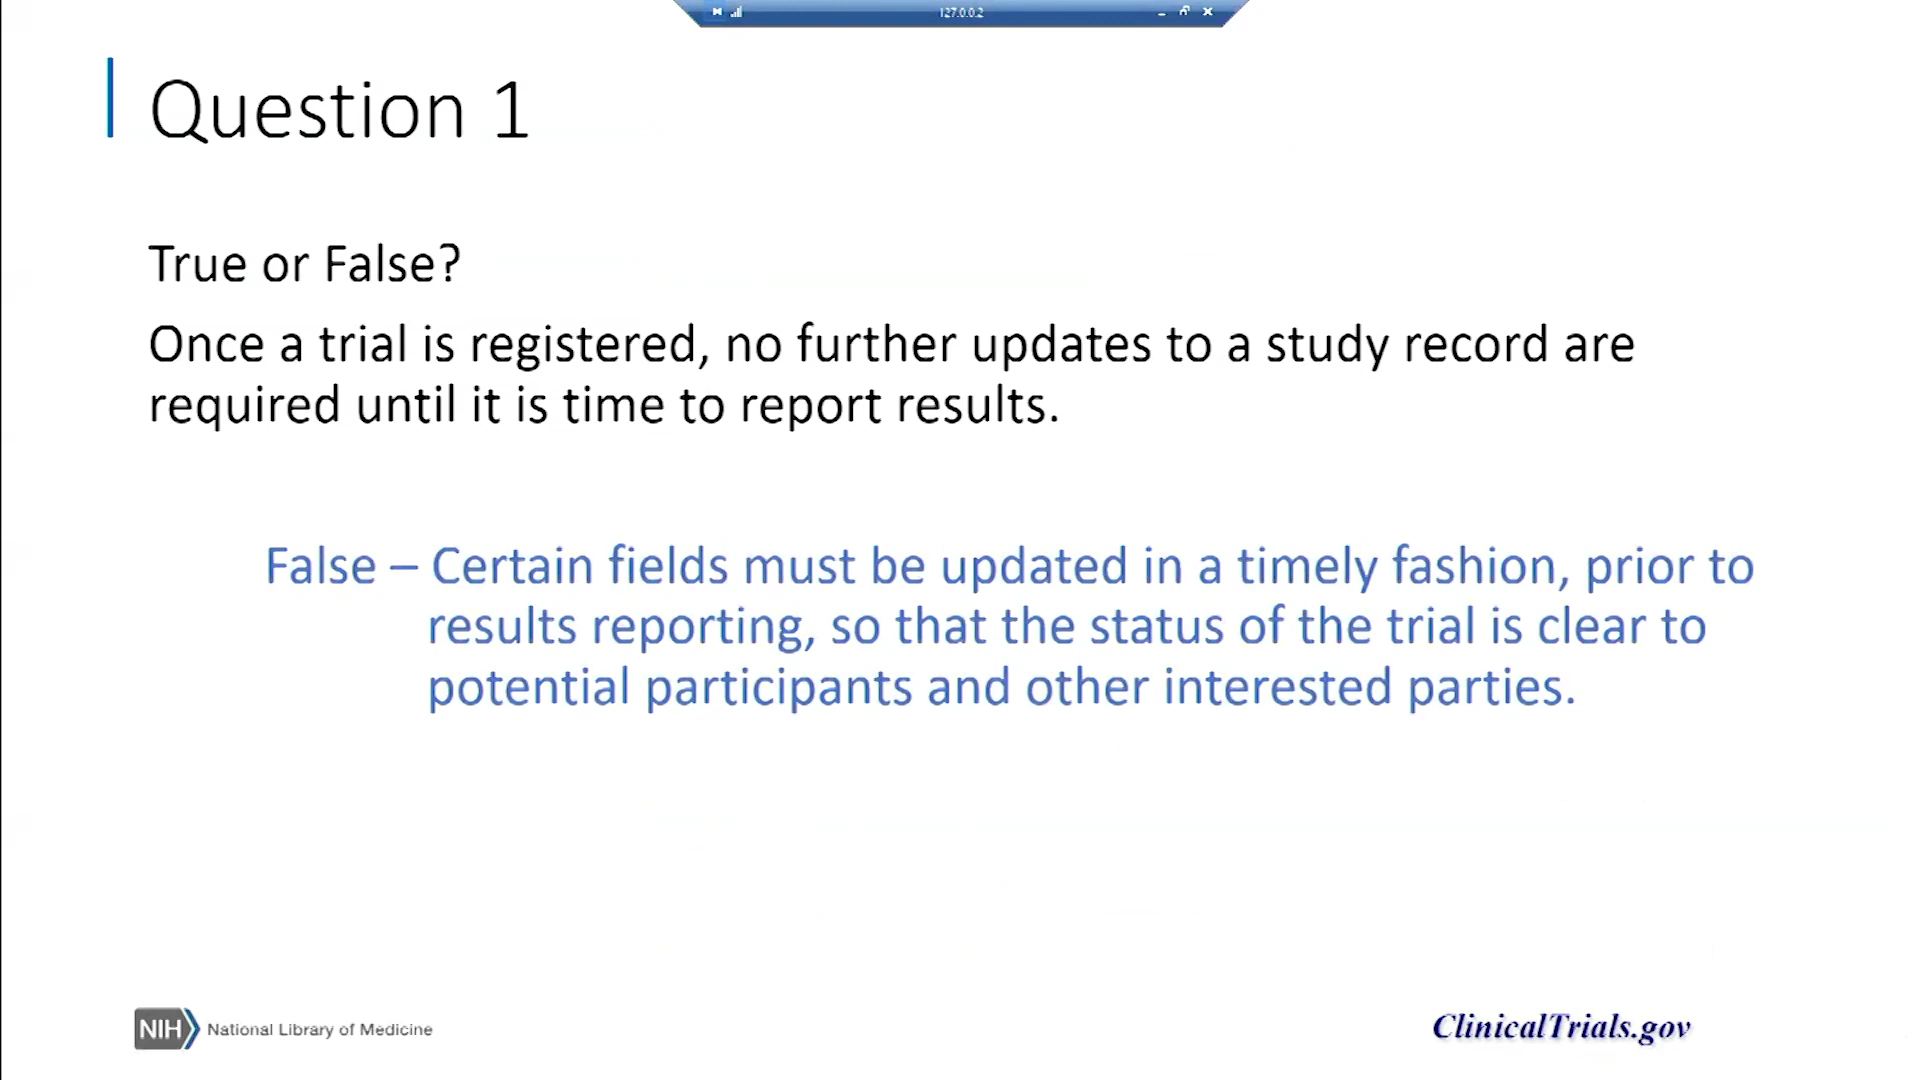 127.0.0.2
Question 1
True or False?
Once a trial is registered, no further updates to a study record are
required until it is time to report results.
False – Certain fields must be updated in a timely fashion, prior to
results reporting, so that the status of the trial is clear to
potential participants and other interested parties.
NIH National Library of Medicine
ClinicalTrials.gov